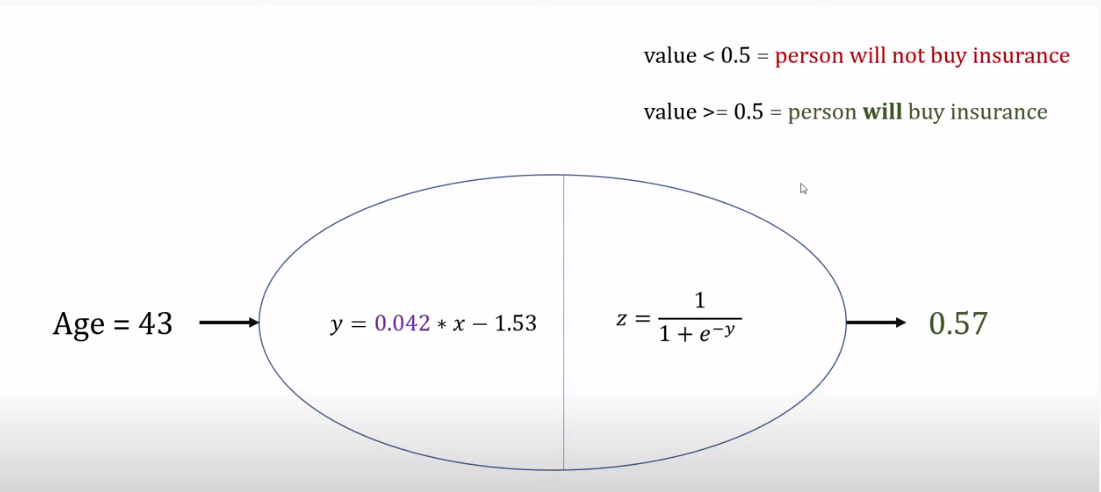 value < 0.5 = person will not buy insurance
value >= 0.5 = person will buy insurance
Age = 43
y = 0.042 * x − 1.53
z = 1 / (1 + e^−y)
0.57